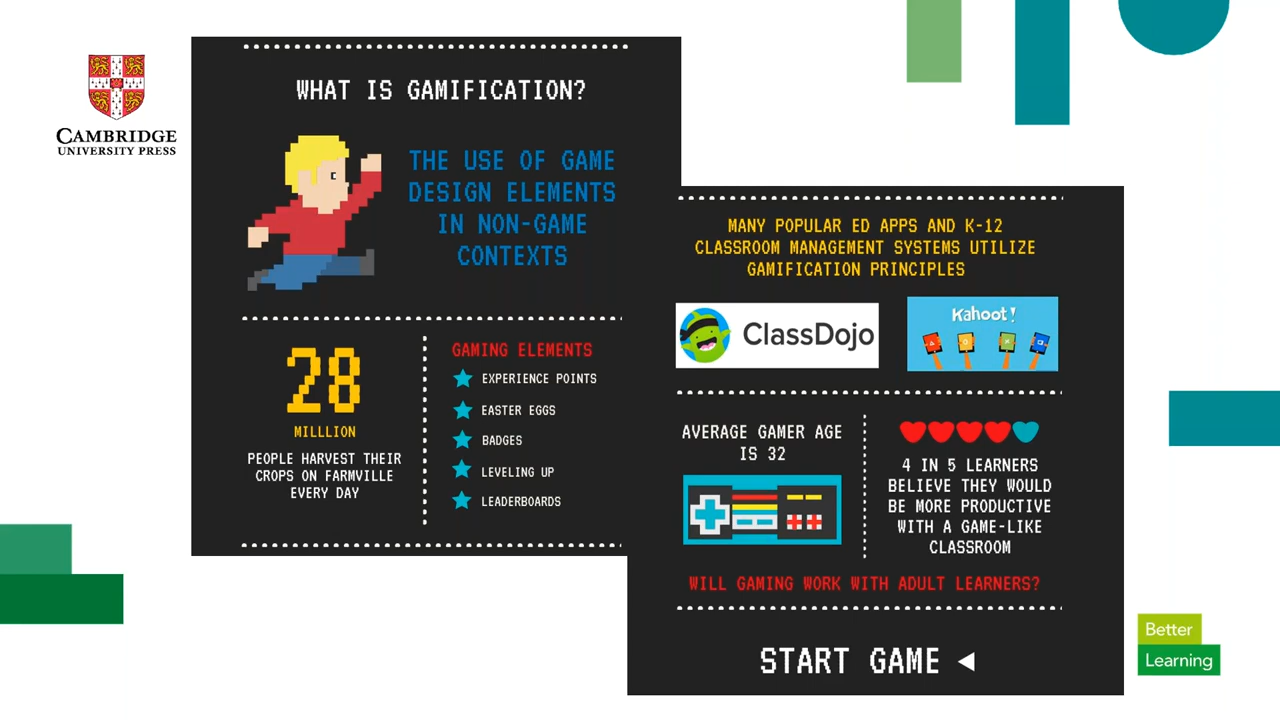 CAMBRIDGE
UNIVERSITY PRESS
WHAT IS GAMIFICATION?
THE USE OF GAME
DESIGN ELEMENTS
IN NON-GAME
CONTEXTS
28
MILLLION
PEOPLE HARVEST THEIR
CROPS ON FARMVILLE
EVERY DAY
GAMING ELEMENTS
EXPERIENCE POINTS
EASTER EGGS
BADGES
LEVELING UP
LEADERBOARDS
MANY POPULAR ED APPS AND K-12
CLASSROOM MANAGEMENT SYSTEMS UTILIZE
GAMIFICATION PRINCIPLES
ClassDojo
Kahoot!
AVERAGE GAMER AGE
IS 32
4 IN 5 LEARNERS
BELIEVE THEY WOULD
BE MORE PRODUCTIVE
WITH A GAME-LIKE
CLASSROOM
WILL GAMING WORK WITH ADULT LEARNERS?
START GAME
Better
Learning